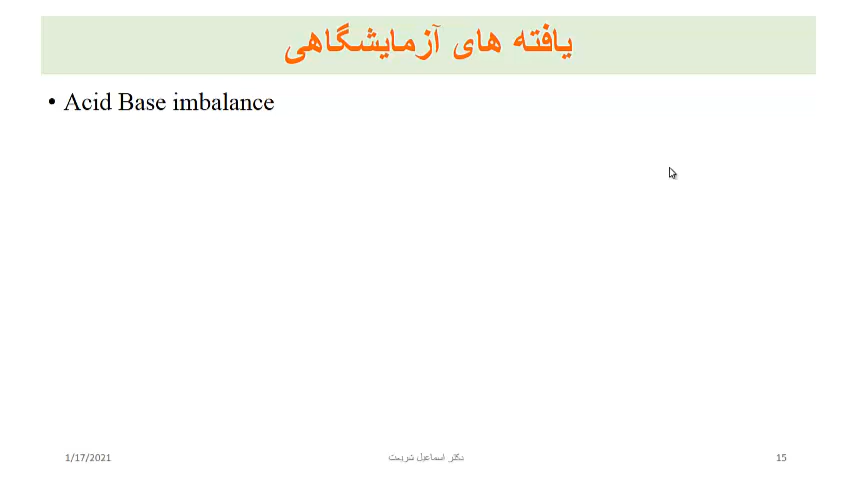 یافته های آزمایشگاهی
• Acid Base imbalance
1/17/2021
دکتر اسماعیل شریعت
15